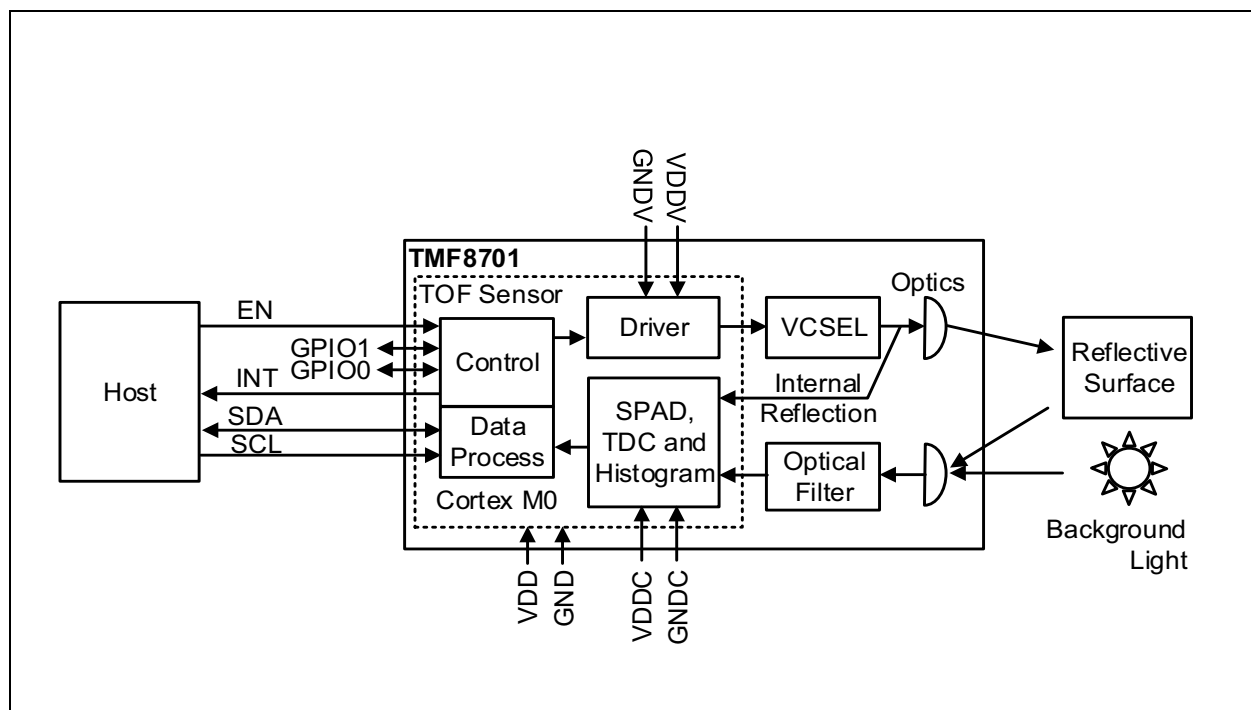 GNDV
VDDV
TMF8701
TOF Sensor
Optics
EN
Driver
VCSEL
GPIO1
GPIO0
Control
Reflective
Surface
Host
INT
Internal
Reflection
SDA
SCL
Data
Process
SPAD,
TDC and
Histogram
Optical
Filter
Cortex M0
Background
Light
VDD
GND
VDDC
GNDC